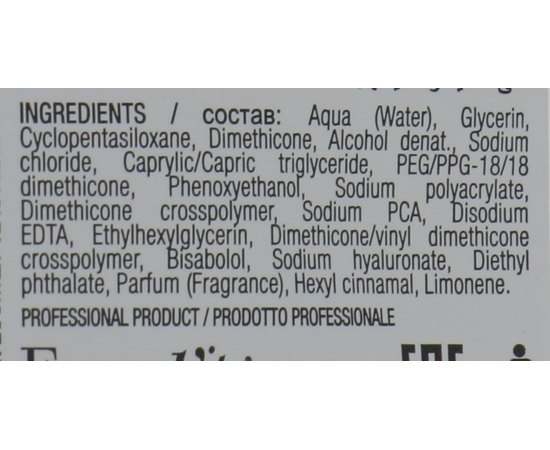 INGREDIENTS / состав: Aqua (Water), Glycerin,
Cyclopentasiloxane, Dimethicone, Alcohol denat., Sodium
chloride, Caprylic/Capric triglyceride, PEG/PPG-18/18
dimethicone, Phenoxyethanol, Sodium polyacrylate,
Dimethicone crosspolymer, Sodium PCA, Disodium
EDTA, Ethylhexylglycerin, Dimethicone/vinyl dimethicone
crosspolymer, Bisabolol, Sodium hyaluronate, Diethyl
phthalate, Parfum (Fragrance), Hexyl cinnamal, Limonene.
PROFESSIONAL PRODUCT / PRODOTTO PROFESSIONALE